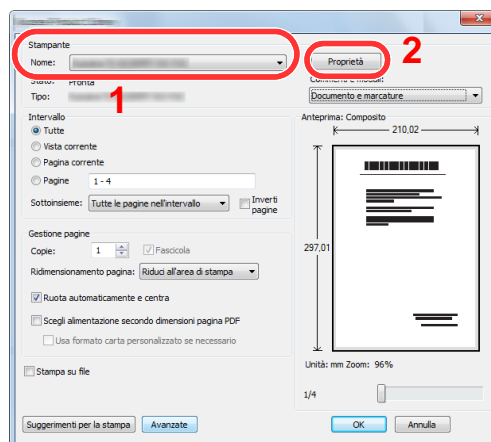 Stampante
Nome:
Proprietà
2
Stato: Pronta
Commenti e moduli:
Tipo:
1
Documento e marcature
Intervallo
Anteprima: Composito
Tutte
210,02
Vista corrente
Pagina corrente
Pagine 1 - 4
Sottoinsieme: Tutte le pagine nell'intervallo
Inverti
pagine
297,01
Gestione pagine
Copie: 1 Fascicola
Ridimensionamento pagina: Riduci all'area di stampa
Ruota automaticamente e centra
Scegli alimentazione secondo dimensioni pagina PDF
Usa formato carta personalizzato se necessario
Unità: mm Zoom: 96%
Stampa su file
1/4
Suggerimenti per la stampa
Avanzate
OK
Annulla